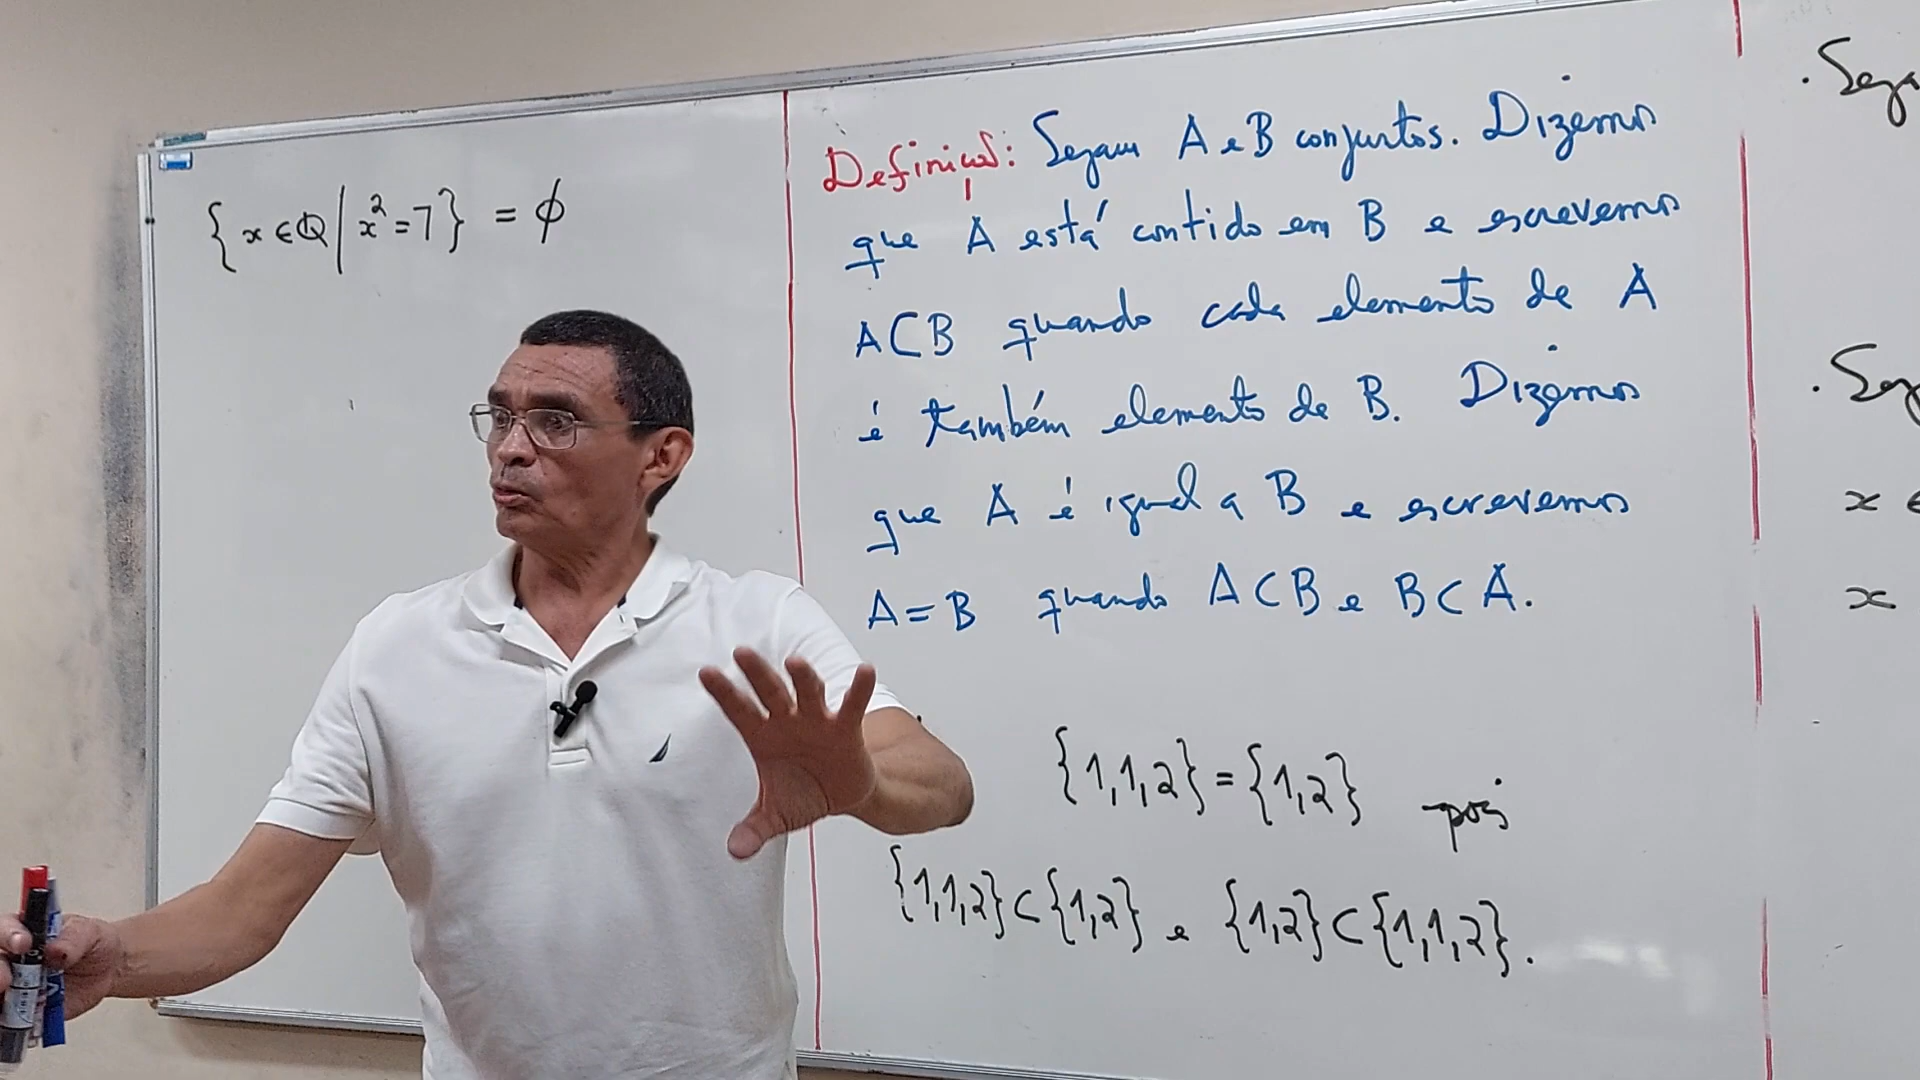 {x ∈ ℚ | x² = 7} = ϕ
Definição: Sejam A e B conjuntos. Dizemos
que A está contido em B e escrevemos
A ⊂ B quando cada elemento de A
é também elemento de B. Dizemos
que A é igual a B e escrevemos
A = B quando A ⊂ B e B ⊂ A.
{1,1,2} = {1,2} pois
{1,1,2} ⊂ {1,2} e {1,2} ⊂ {1,1,2}.
x ∈
x